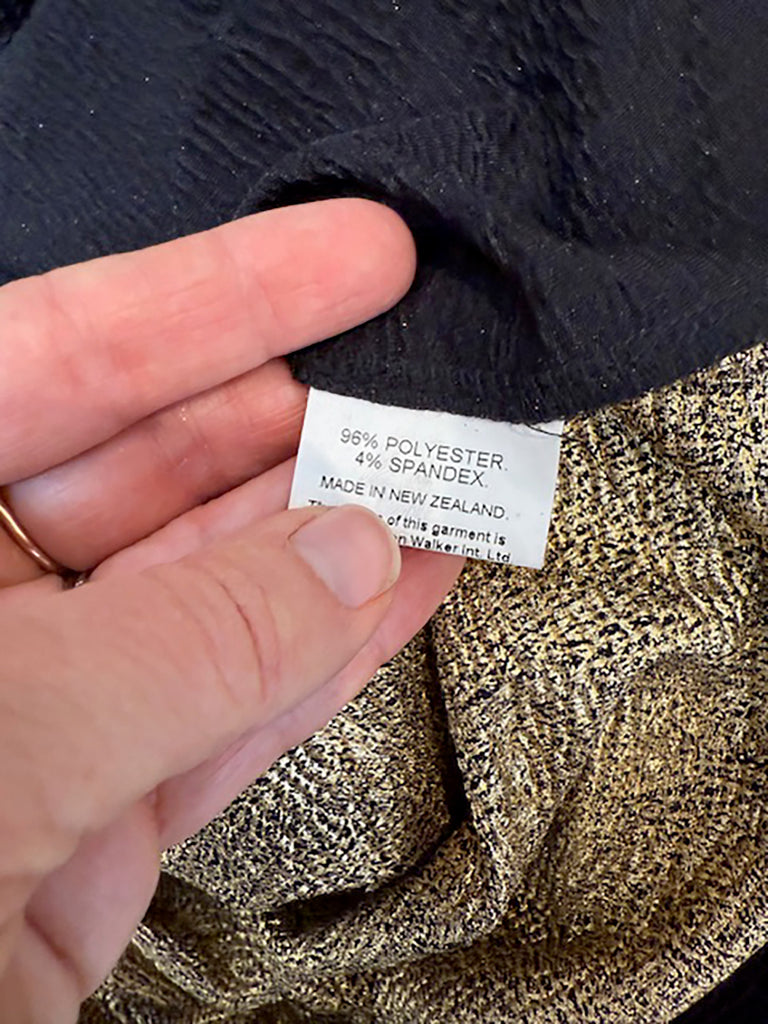 96% POLYESTER.
4% SPANDEX.
MADE IN NEW ZEALAND.
of this garment is
Walker Int. Ltd